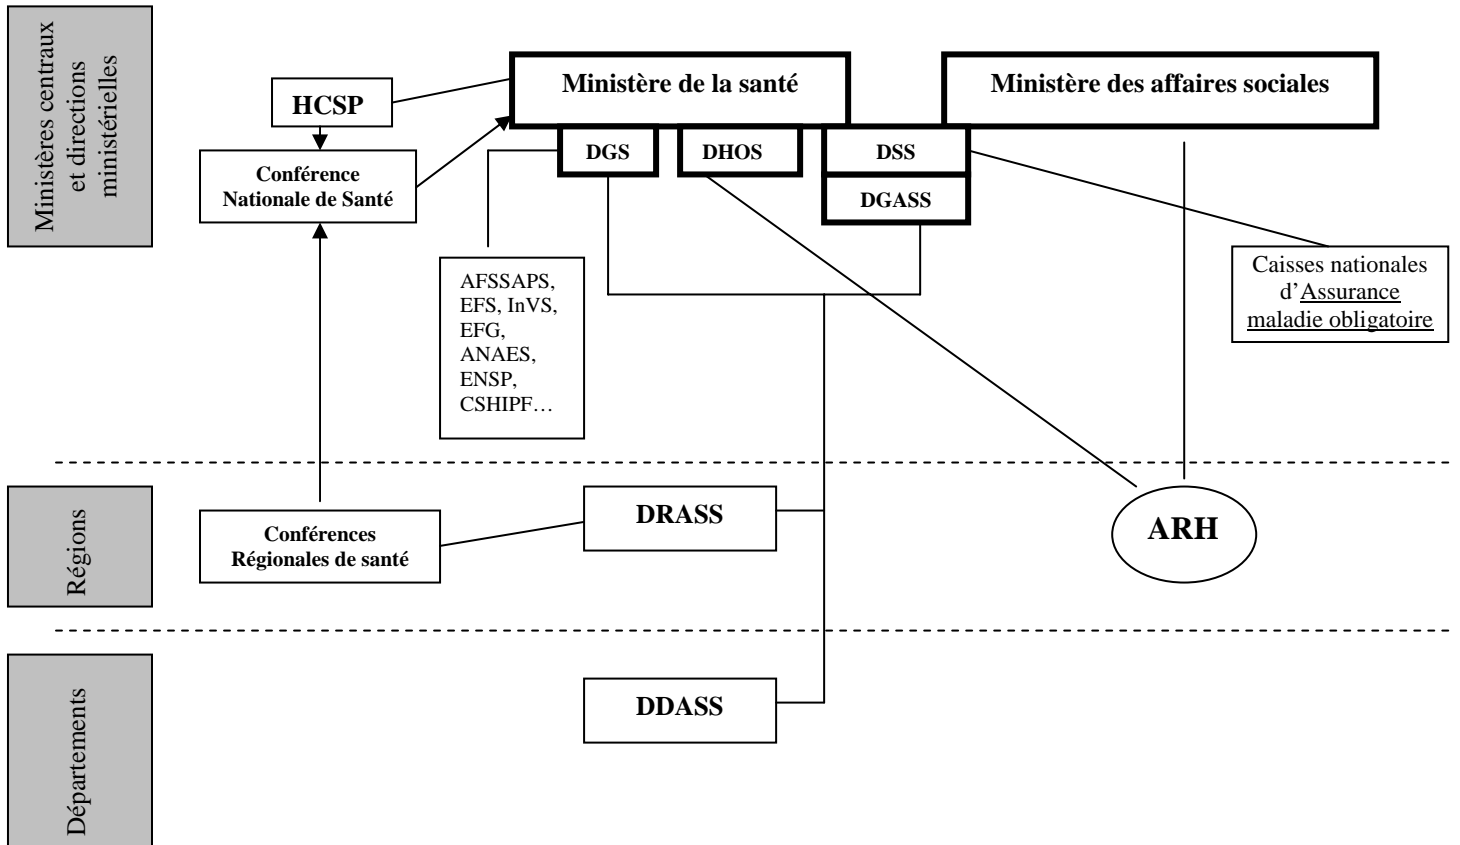 Ministères centraux
et directions
ministérielles
HCSP
Ministère de la santé
Ministère des affaires sociales
DGS
DHOS
DSS
DGASS
Conférence
Nationale de Santé
AFSSAPS,
EFS, InVS,
EFG,
ANAES,
ENSP,
CSHIPF…
Caisses nationales
d’Assurance
maladie obligatoire
Régions
Conférences
Régionales de santé
DRASS
ARH
Départements
DDASS